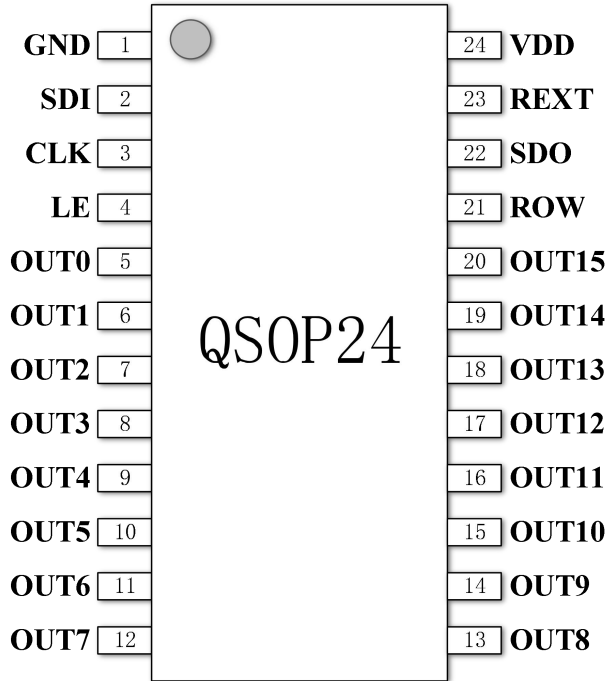 GND 1 24 VDD
SDI 2 23 REXT
CLK 3 22 SDO
LE 4 21 ROW
OUT0 5 20 OUT15
OUT1 6 19 OUT14
QSOP24
OUT2 7 18 OUT13
OUT3 8 17 OUT12
OUT4 9 16 OUT11
OUT5 10 15 OUT10
OUT6 11 14 OUT9
OUT7 12 13 OUT8